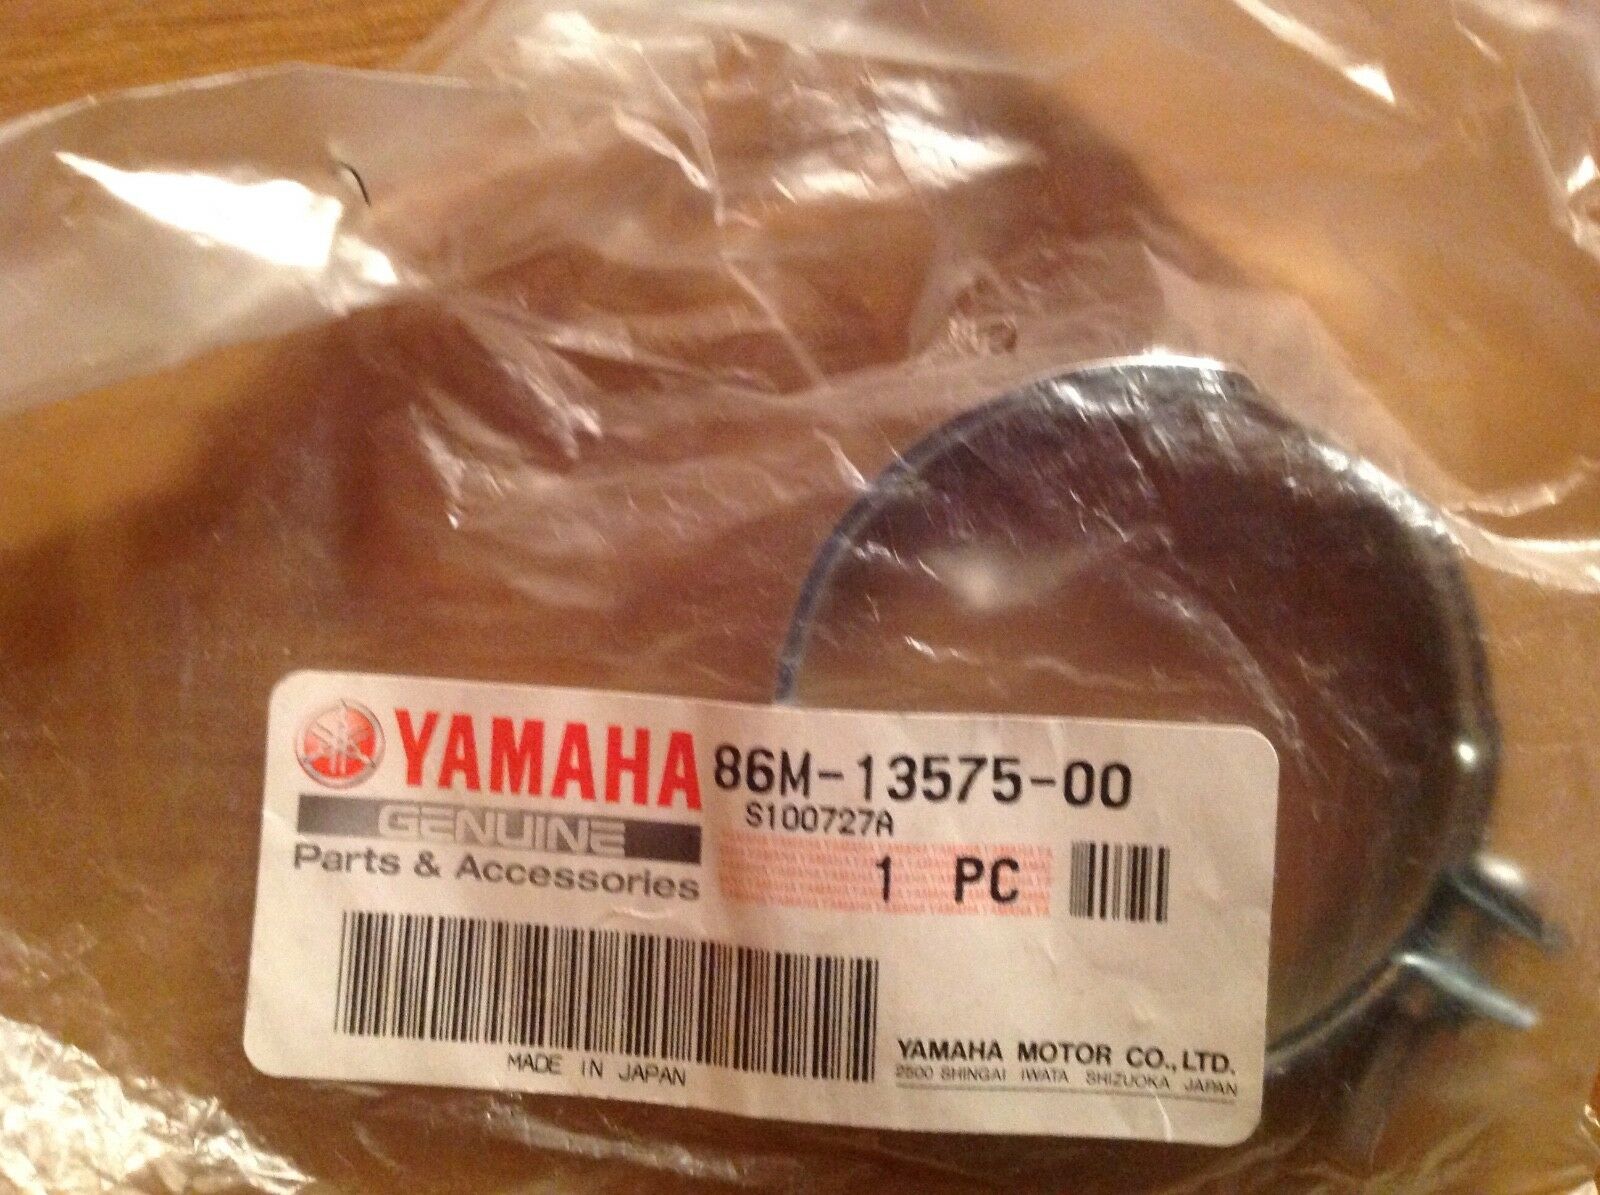 YAMAHA 86M-13575-00
GENUINE S100727A
Parts & Accessories 1 PC
MADE IN JAPAN
YAMAHA MOTOR CO.,LTD.
2500 SHINGAI IWATA SHIZUOKA JAPAN